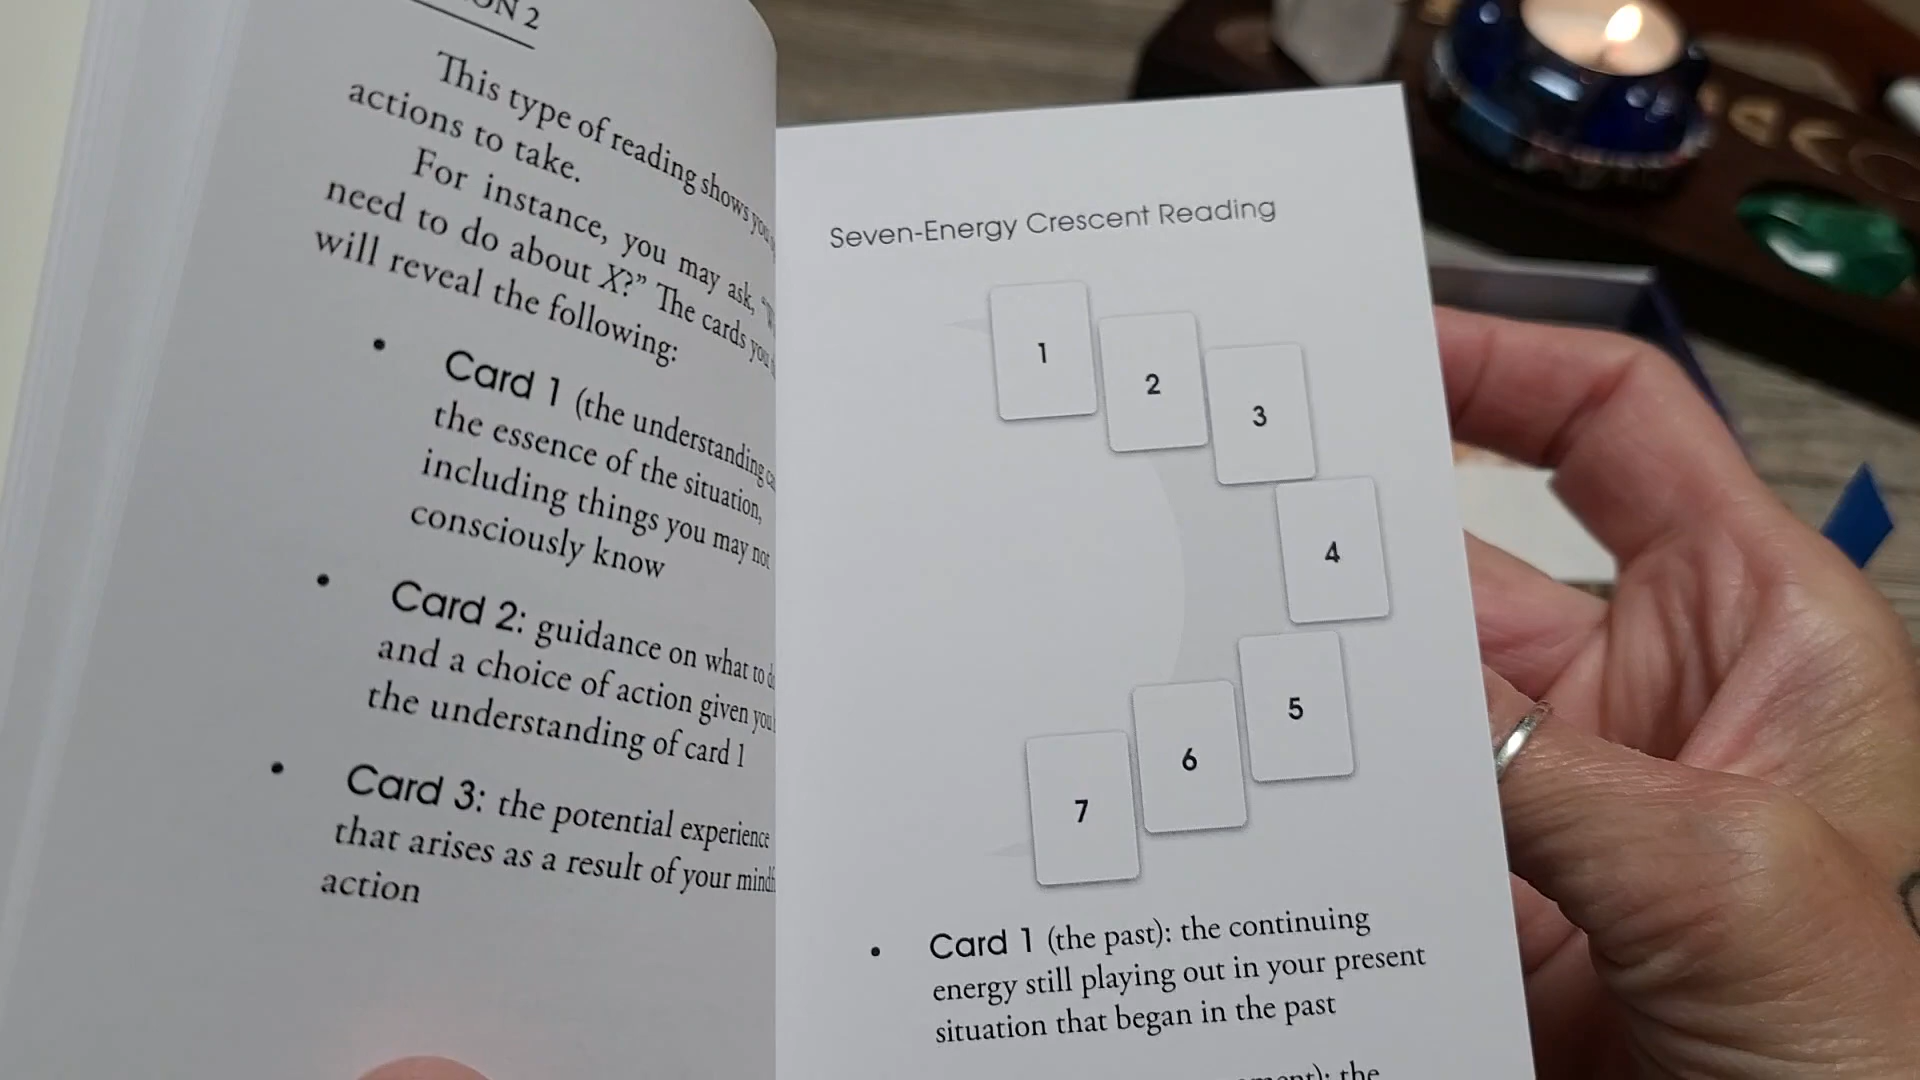 ON 2
This type of reading shows you
actions to take.
For instance, you may ask,
need to do about X?” The cards you
will reveal the following:
• Card 1 (the understanding
the essence of the situation,
including things you may not
consciously know
• Card 2: guidance on what to
and a choice of action given you
the understanding of card 1
• Card 3: the potential experience
that arises as a result of your
action
Seven-Energy Crescent Reading
1
2
3
4
5
6
7
• Card 1 (the past): the continuing
energy still playing out in your present
situation that began in the past
the